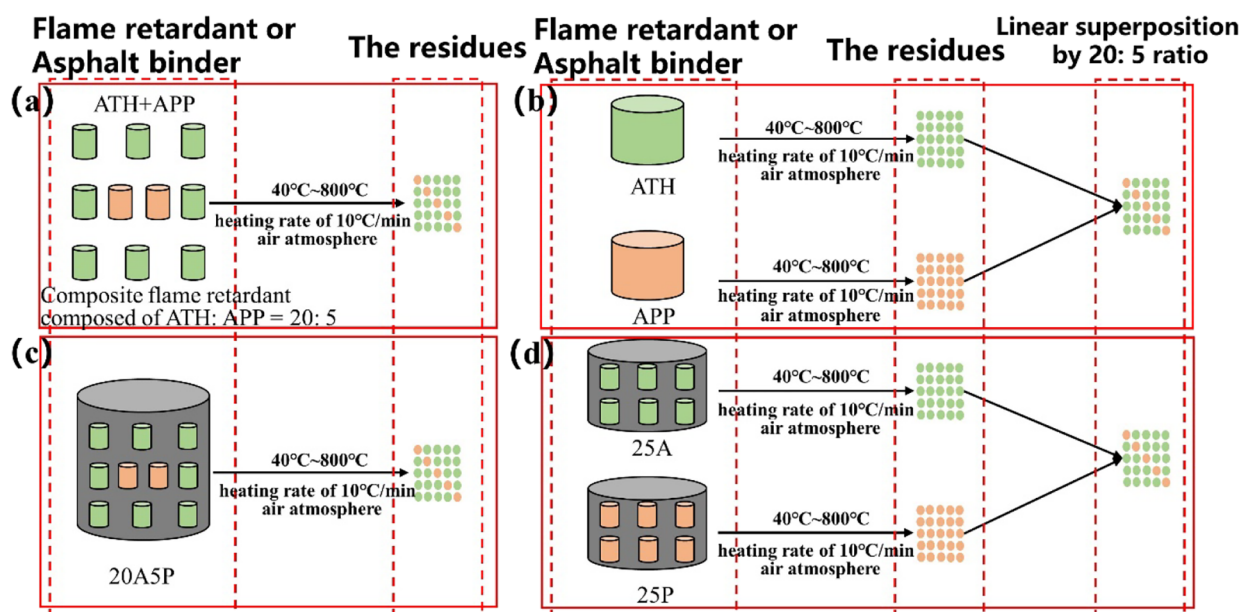 Flame retardant or
Asphalt binder
The residues
Flame retardant or
Asphalt binder
The residues
Linear superposition
by 20: 5 ratio
(a)
ATH+APP
40°C~800°C
heating rate of 10°C/min
air atmosphere
Composite flame retardant
composed of ATH: APP = 20: 5
(b)
ATH
40°C~800°C
heating rate of 10°C/min
air atmosphere
APP
40°C~800°C
heating rate of 10°C/min
air atmosphere
(c)
20A5P
40°C~800°C
heating rate of 10°C/min
air atmosphere
(d)
25A
40°C~800°C
heating rate of 10°C/min
air atmosphere
25P
40°C~800°C
heating rate of 10°C/min
air atmosphere